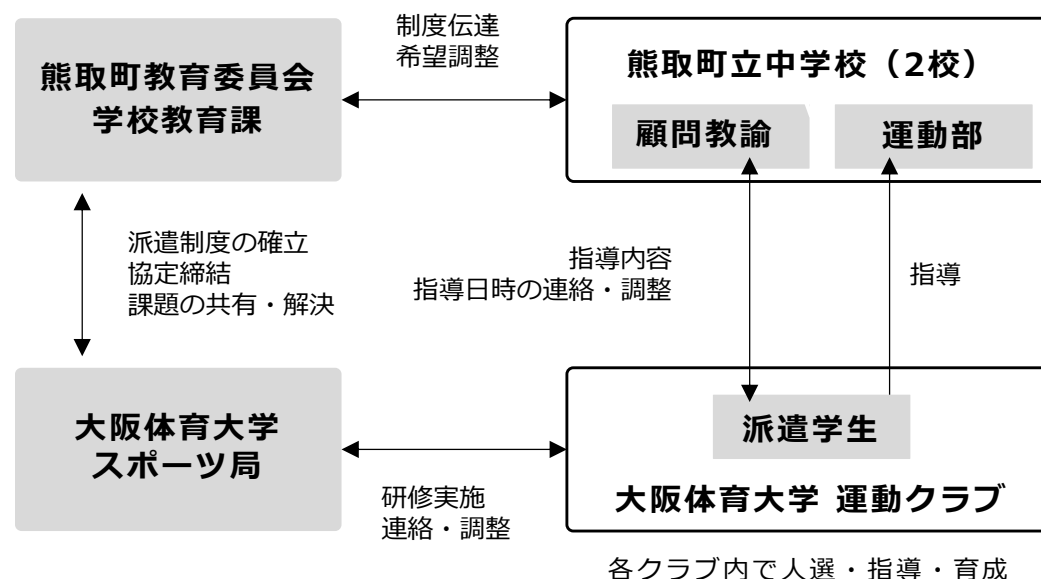 制度伝達
希望調整
熊取町教育委員会
学校教育課
熊取町立中学校（2校）
顧問教諭
運動部
派遣制度の確立
協定締結
課題の共有・解決
指導内容
指導日時の連絡・調整
指導
大阪体育大学
スポーツ局
派遣学生
大阪体育大学 運動クラブ
研修実施
連絡・調整
各クラブ内で人選・指導・育成